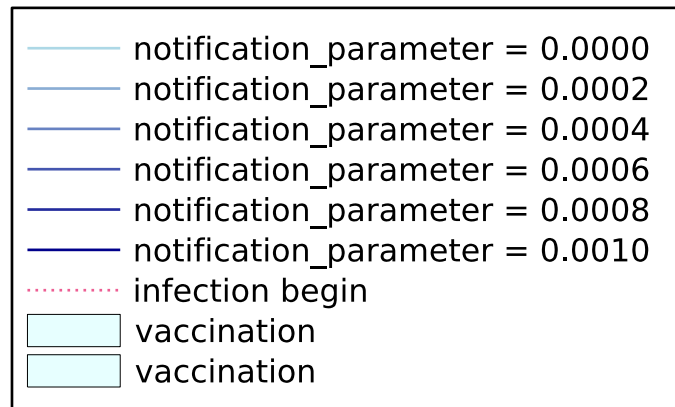 notification_parameter = 0.0000
notification_parameter = 0.0002
notification_parameter = 0.0004
notification_parameter = 0.0006
notification_parameter = 0.0008
notification_parameter = 0.0010
infection begin
vaccination
vaccination